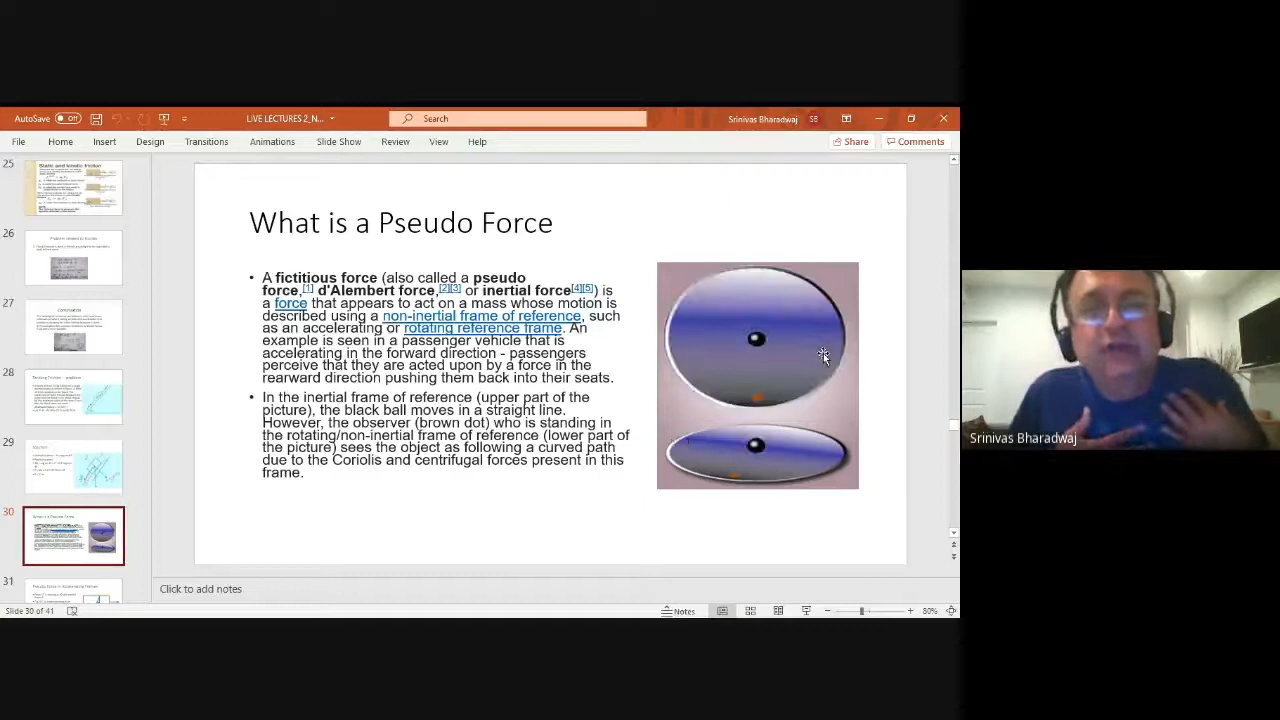 AutoSave Off LIVE LECTURES 2_N... Search Srinivas Bharadwaj SB
File Home Insert Design Transitions Animations Slide Show Review View Help Share Comments
25
Static and kinetic friction
26
27
28
29
30
31
What is a Pseudo Force
• A fictitious force (also called a pseudo
force,[1] d'Alembert force,[2][3] or inertial force[4][5]) is
a force that appears to act on a mass whose motion is
described using a non-inertial frame of reference, such
as an accelerating or rotating reference frame. An
example is seen in a passenger vehicle that is
accelerating in the forward direction - passengers
perceive that they are acted upon by a force in the
rearward direction pushing them back into their seats.
• In the inertial frame of reference (upper part of the
picture), the black ball moves in a straight line.
However, the observer (brown dot) who is standing in
the rotating/non-inertial frame of reference (lower part of
the picture) sees the object as following a curved path
due to the Coriolis and centrifugal forces present in this
frame.
Srinivas Bharadwaj
Click to add notes
Slide 30 of 41 Notes 80%